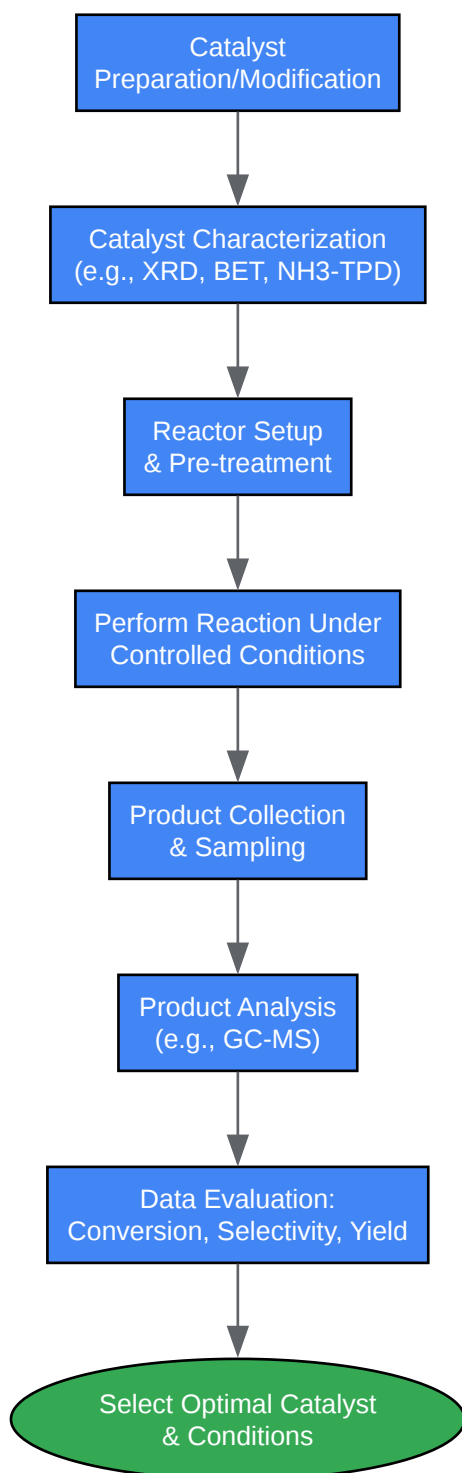 Catalyst
Preparation/Modification
Catalyst Characterization
(e.g., XRD, BET, NH3-TPD)
Reactor Setup
& Pre-treatment
Perform Reaction Under
Controlled Conditions
Product Collection
& Sampling
Product Analysis
(e.g., GC-MS)
Data Evaluation:
Conversion, Selectivity, Yield
Select Optimal Catalyst
& Conditions